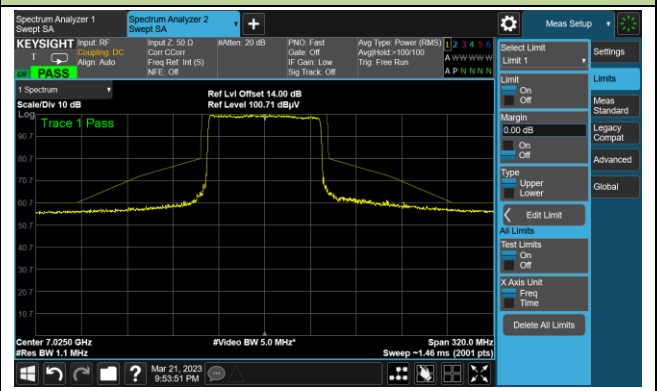 Spectrum Analyzer 1
Swept SA
Spectrum Analyzer 2
Swept SA
Meas Setup
KEYSIGHT
Input: RF
Coupling: DC
Align: Auto
Input Z: 50 Ω
Corr CCorr
Freq Ref: Int (S)
NFE: Off
#Atten: 20 dB
PNO: Fast
Gate: Off
IF Gain: Low
Sig Track: Off
Avg Type: Power (RMS)
Avg|Hold:>100/100
Trig: Free Run
1 2 3 4 5 6
A W W W W W
A P N N N N
T
PASS
1 Spectrum
Scale/Div 10 dB
Ref Lvl Offset 14.00 dB
Ref Level 100.71 dBµV
Log
Trace 1 Pass
90.7
80.7
70.7
60.7
50.7
40.7
30.7
20.7
10.7
Center 7.0250 GHz
#Res BW 1.1 MHz
#Video BW 5.0 MHz*
Span 320.0 MHz
Sweep ~1.46 ms (2001 pts)
Select Limit
Limit 1
Limit
On
Off
Margin
0.00 dB
On
Off
Type
Upper
Lower
Edit Limit
All Limits
Test Limits
On
Off
X Axis Unit
Freq
Time
Delete All Limits
Settings
Limits
Meas
Standard
Legacy
Compat
Advanced
Global
?
Mar 21, 2023
9:53:51 PM